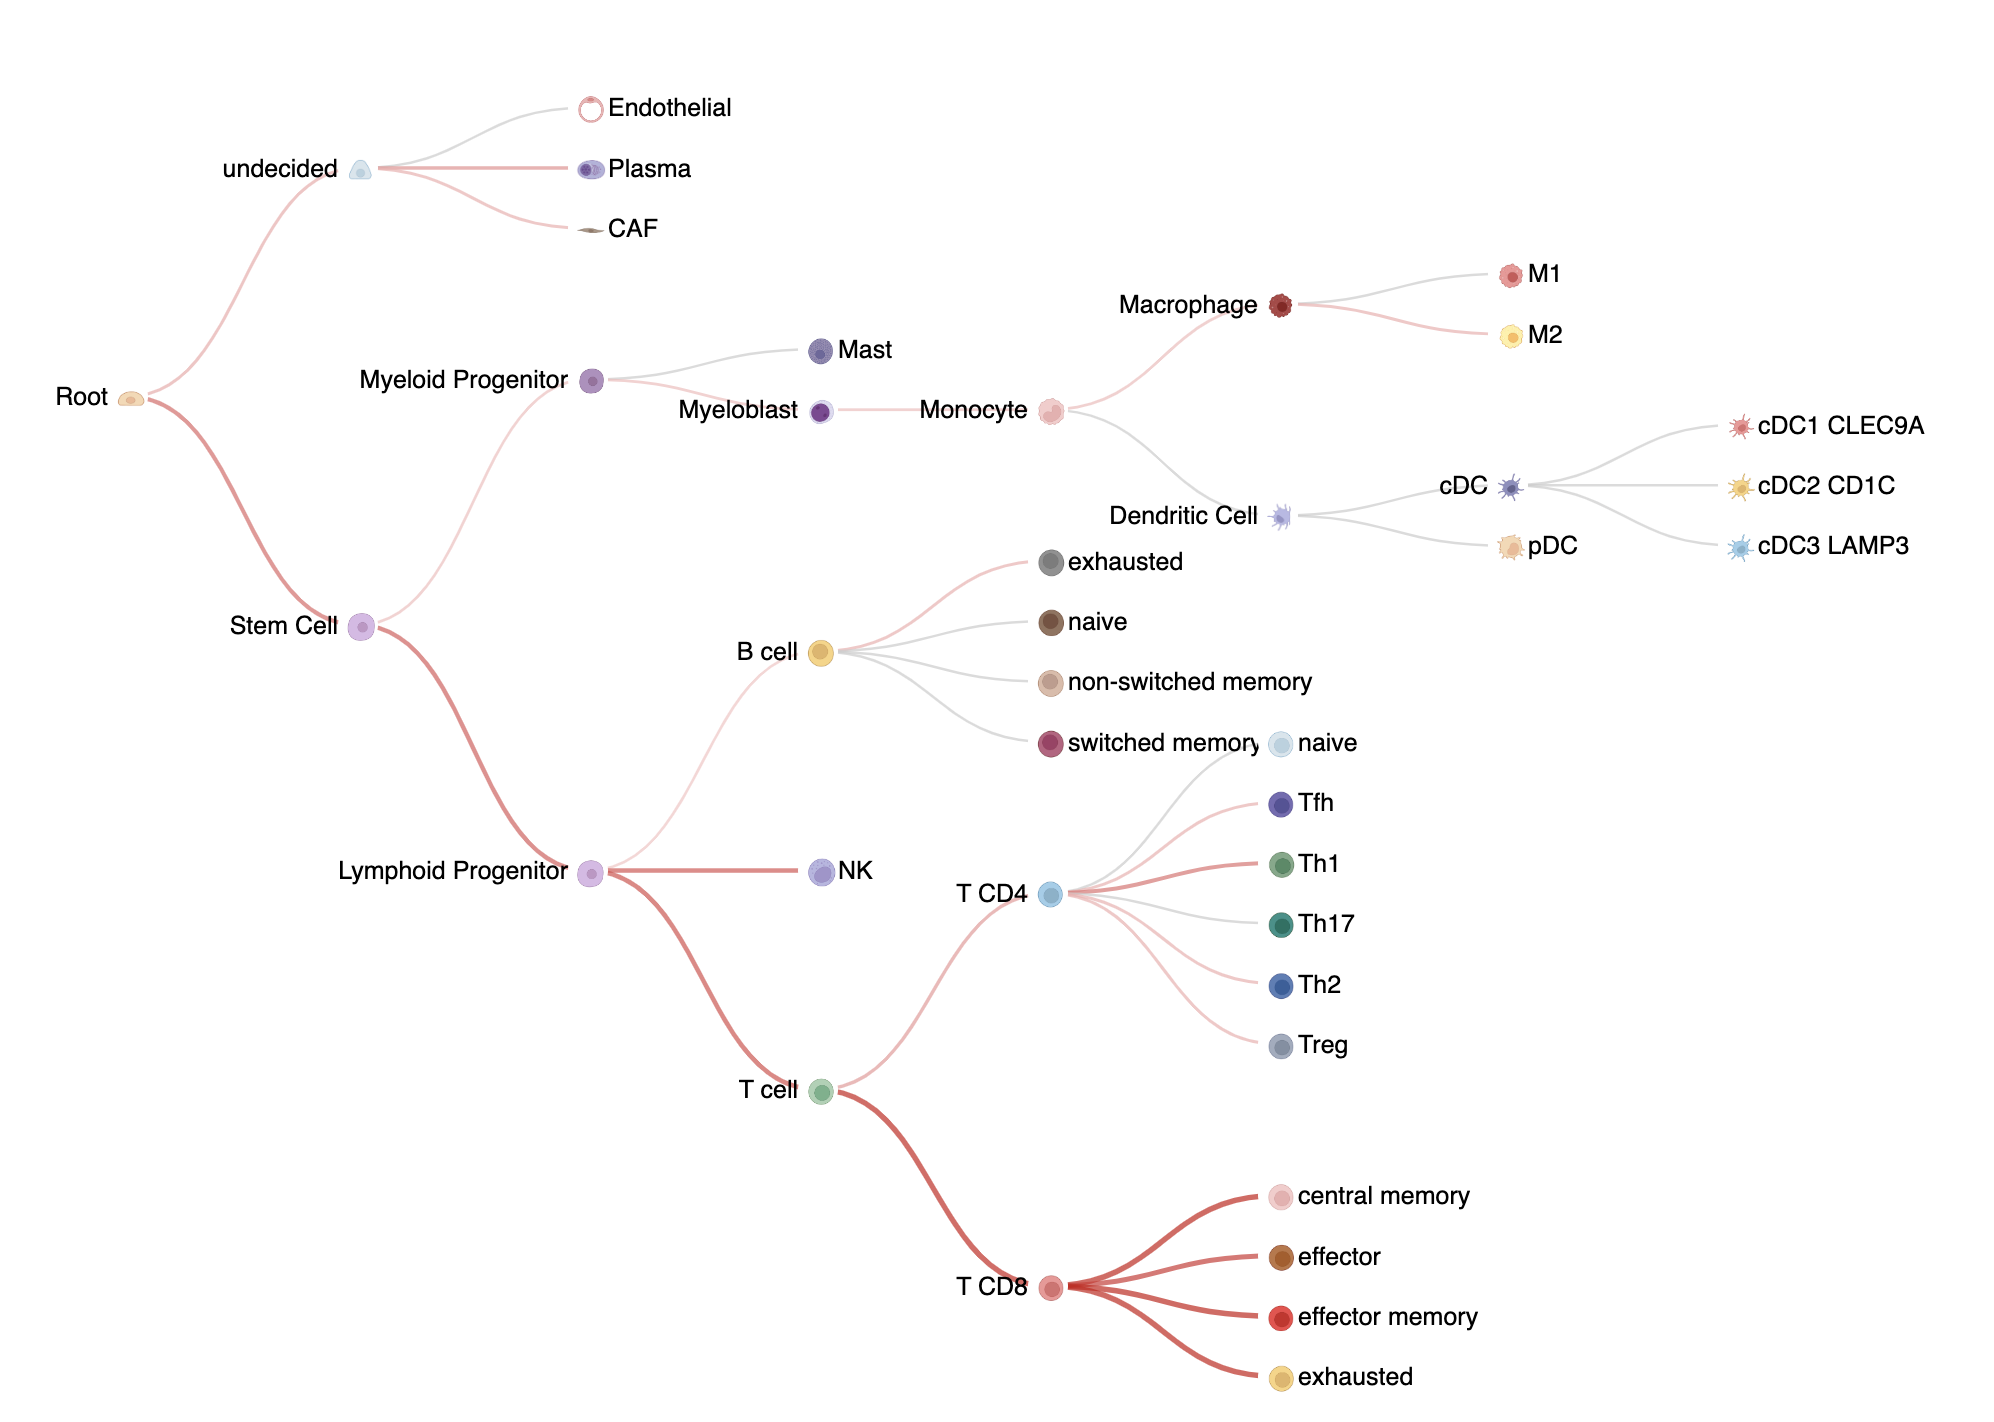 Endothelial
undecided
Plasma
CAF
M1
Macrophage
M2
Mast
Myeloid Progenitor
Root
Myeloblast
Monocyte
cDC1 CLEC9A
cDC
cDC2 CD1C
Dendritic Cell
pDC
cDC3 LAMP3
exhausted
naive
Stem Cell
B cell
non-switched memory
switched memory
naive
Tfh
Th1
Lymphoid Progenitor
NK
T CD4
Th17
Th2
Treg
T cell
central memory
effector
T CD8
effector memory
exhausted